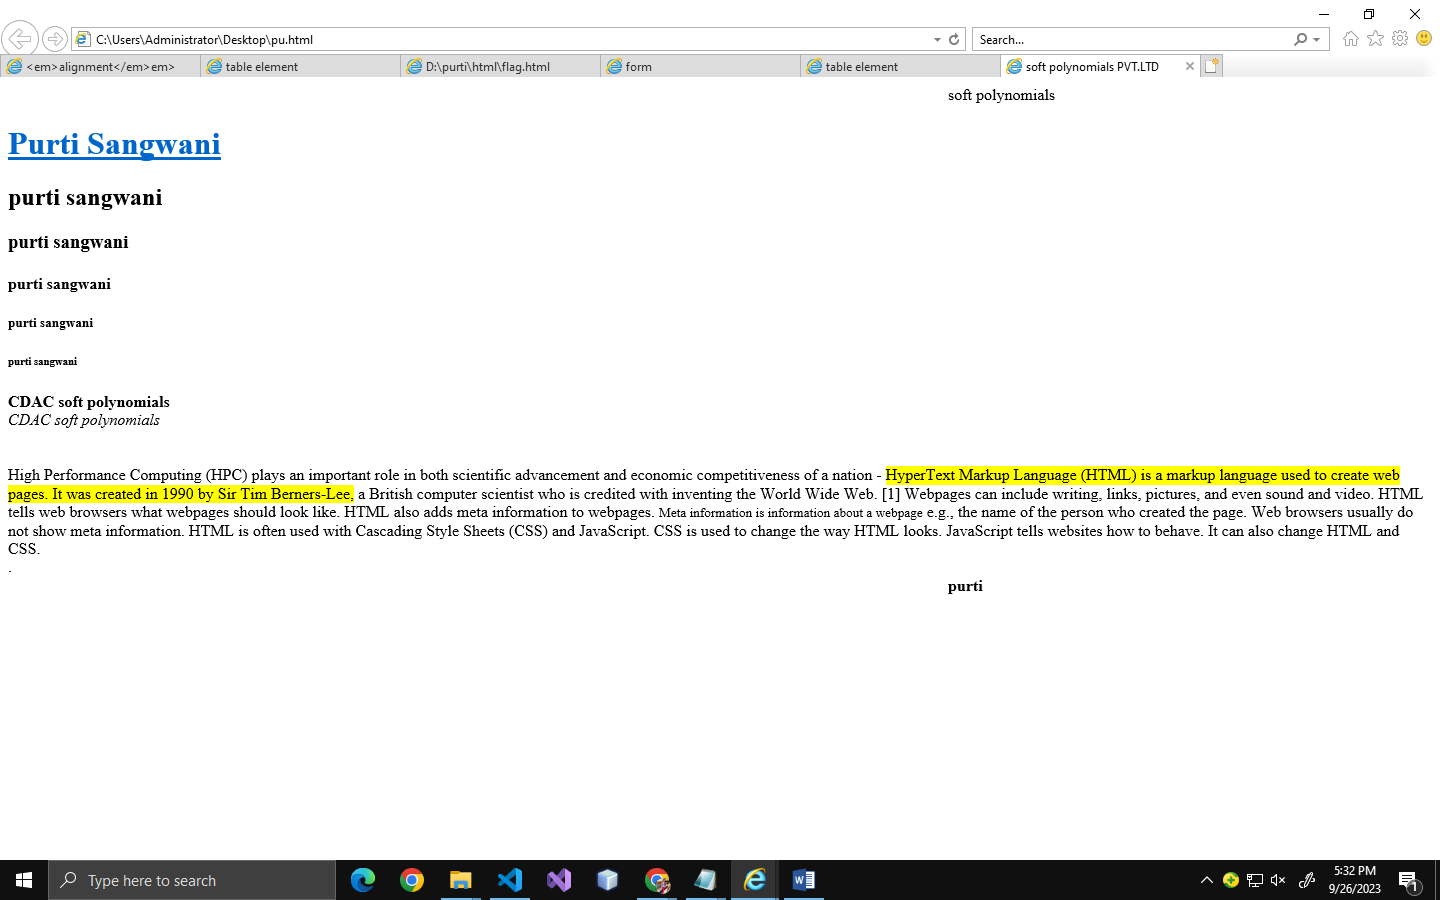 C:\Users\Administrator\Desktop\pu.html
Search...
<em>alignment</em>em>
table element
D:\purti\html\flag.html
form
table element
soft polynomials PVT.LTD
soft polynomials
Purti Sangwani
purti sangwani
purti sangwani
purti sangwani
purti sangwani
purti sangwani
CDAC soft polynomials
CDAC soft polynomials
High Performance Computing (HPC) plays an important role in both scientific advancement and economic competitiveness of a nation - HyperText Markup Language (HTML) is a markup language used to create web
pages. It was created in 1990 by Sir Tim Berners-Lee, a British computer scientist who is credited with inventing the World Wide Web. [1] Webpages can include writing, links, pictures, and even sound and video. HTML
tells web browsers what webpages should look like. HTML also adds meta information to webpages. Meta information is information about a webpage e.g., the name of the person who created the page. Web browsers usually do
not show meta information. HTML is often used with Cascading Style Sheets (CSS) and JavaScript. CSS is used to change the way HTML looks. JavaScript tells websites how to behave. It can also change HTML and
CSS.
.
purti
Type here to search
5:32 PM
9/26/2023
1